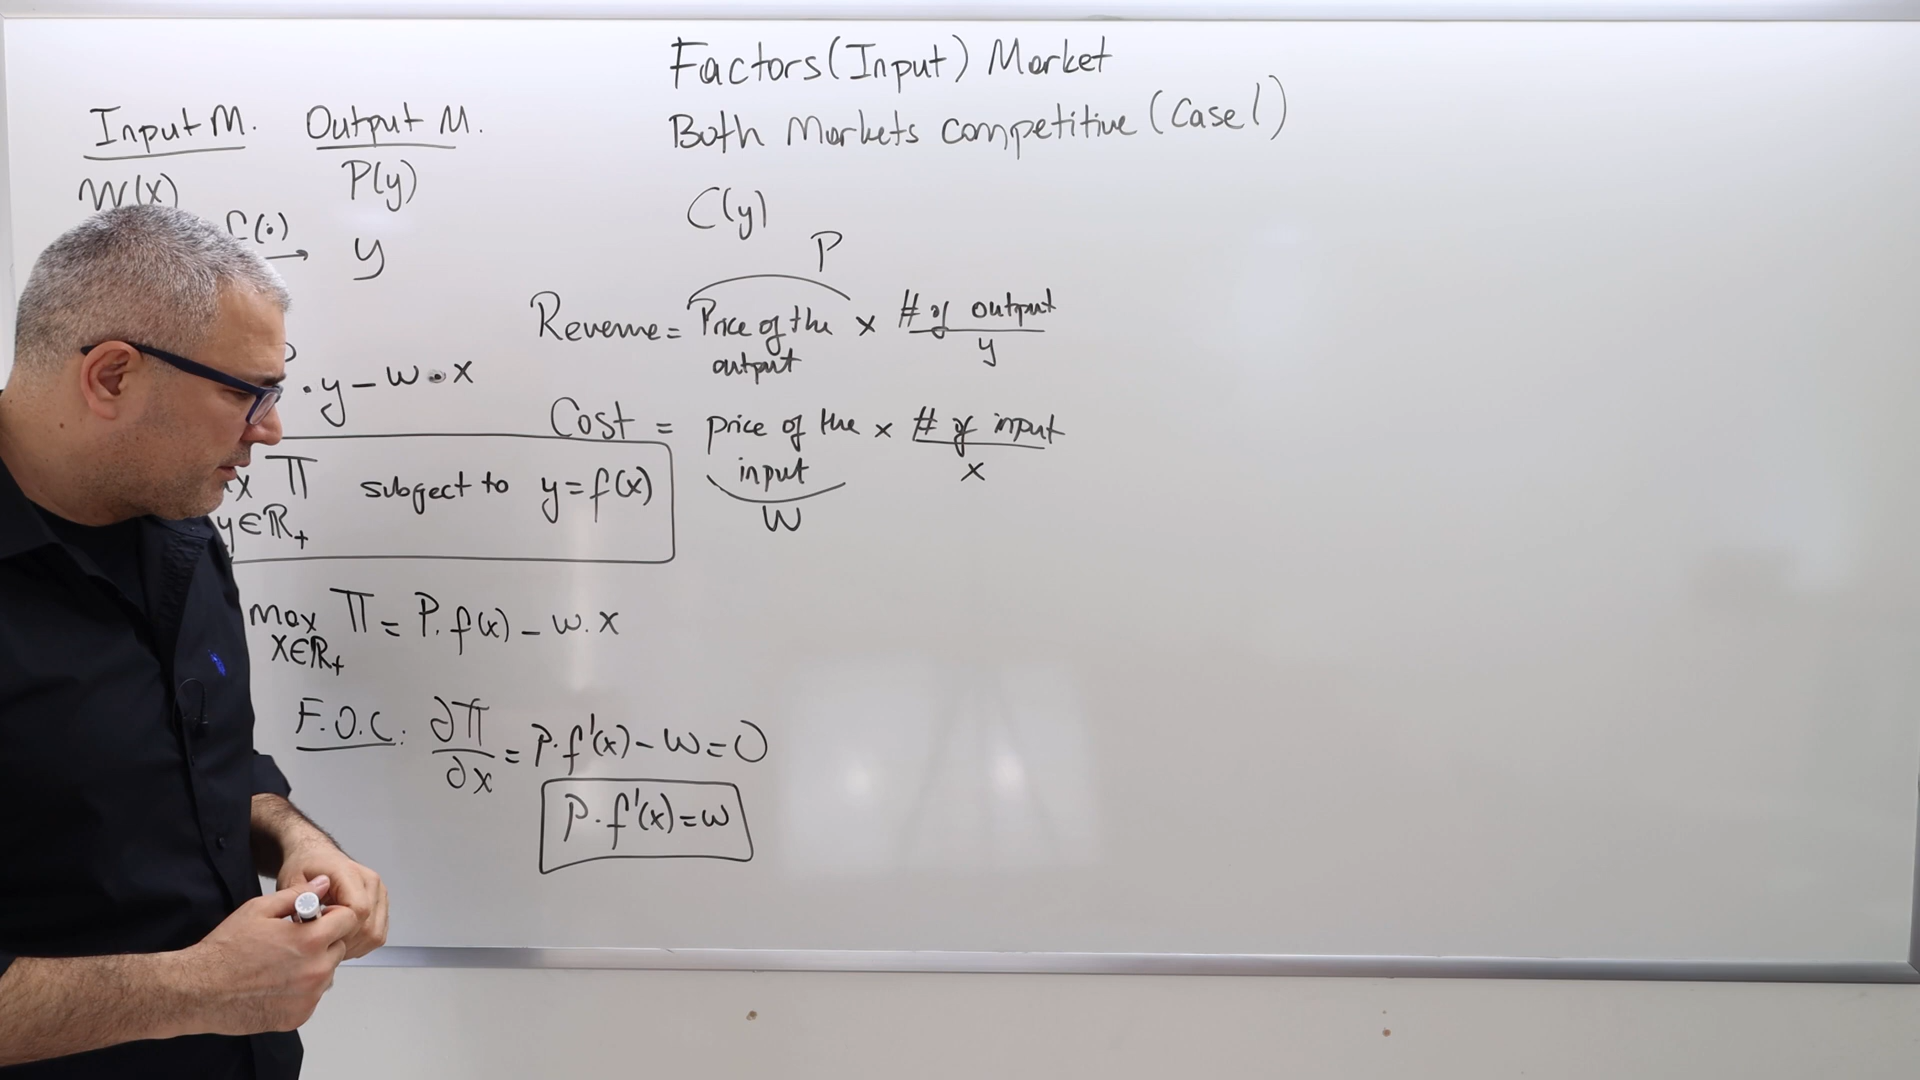 Factors (Input) Market
Both Markets competitive (Case 1)
Input M. Output M.
W(x) P(y)
(·) → y
C(y)
P
Revenue = Price of the output × # of output
y
· y - w · x
Cost = price of the input × # of input
W x
x π subject to y = f(x)
y ∈ ℝ+
max π = P. f(x) - w. x
x ∈ ℝ+
F.O.C.: ∂π/∂x = P. f'(x) - w = 0
P. f'(x) = w